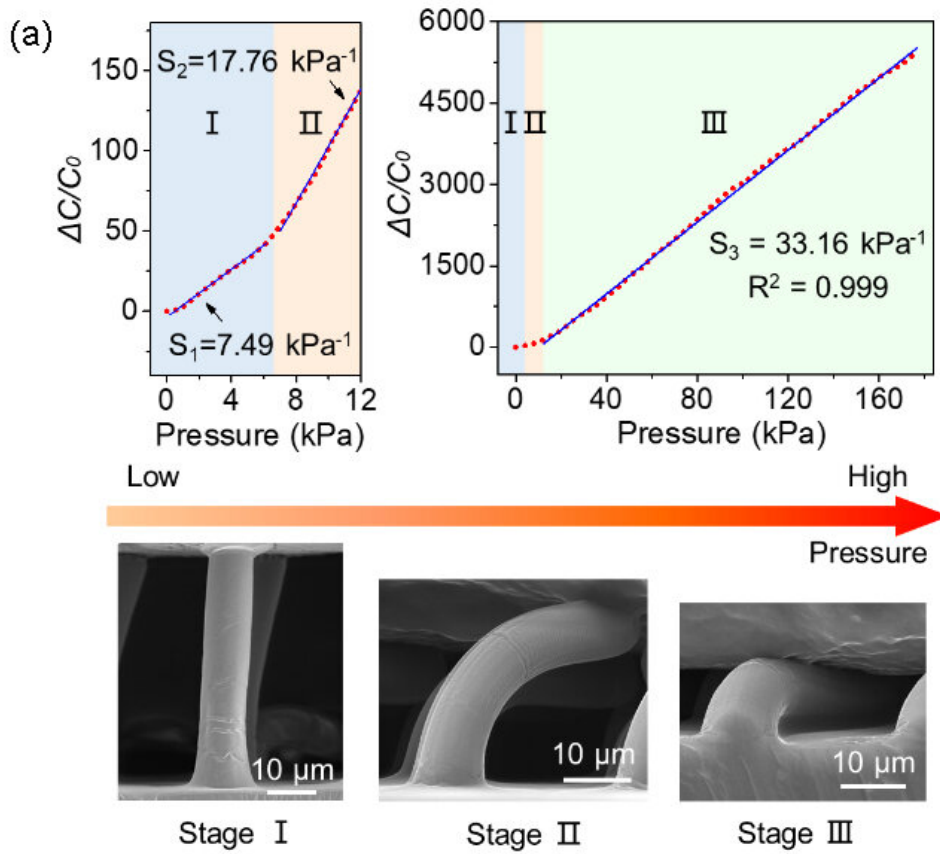 (a)
150
100
50
0
ΔC/C0
S2=17.76 kPa-1
Ⅰ
Ⅱ
S1=7.49 kPa-1
0 4 8 12
Pressure (kPa)
6000
4500
3000
1500
0
ΔC/C0
Ⅰ Ⅱ Ⅲ
S3 = 33.16 kPa-1
R2 = 0.999
0 40 80 120 160
Pressure (kPa)
Low High
Pressure
10 μm 10 μm 10 μm
Stage Ⅰ Stage Ⅱ Stage Ⅲ